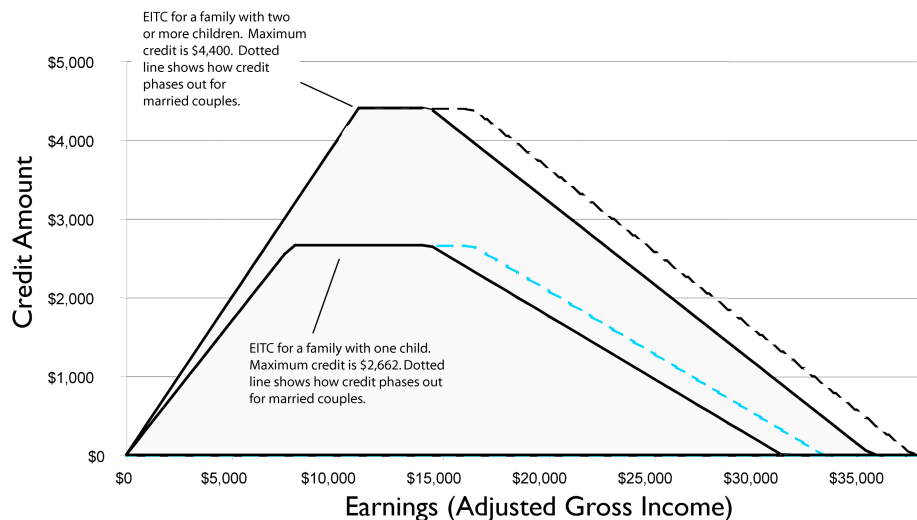 EITC for a family with two
or more children. Maximum
credit is $4,400. Dotted
line shows how credit
phases out for
married couples.
$5,000
$4,000
$3,000
$2,000
$1,000
$0
Credit Amount
EITC for a family with one child.
Maximum credit is $2,662. Dotted
line shows how credit phases out
for married couples.
$0 $5,000 $10,000 $15,000 $20,000 $25,000 $30,000 $35,000
Earnings (Adjusted Gross Income)